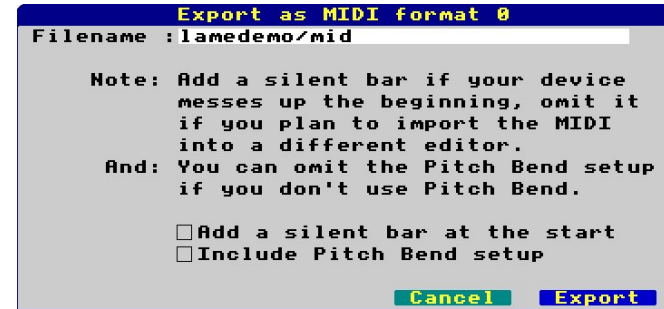 Export as MIDI format 0
Filename :lamedemo/mid
Note: Add a silent bar if your device
messes up the beginning, omit it
if you plan to import the MIDI
into a different editor.
And: You can omit the Pitch Bend setup
if you don't use Pitch Bend.
Add a silent bar at the start
Include Pitch Bend setup
Cancel Export